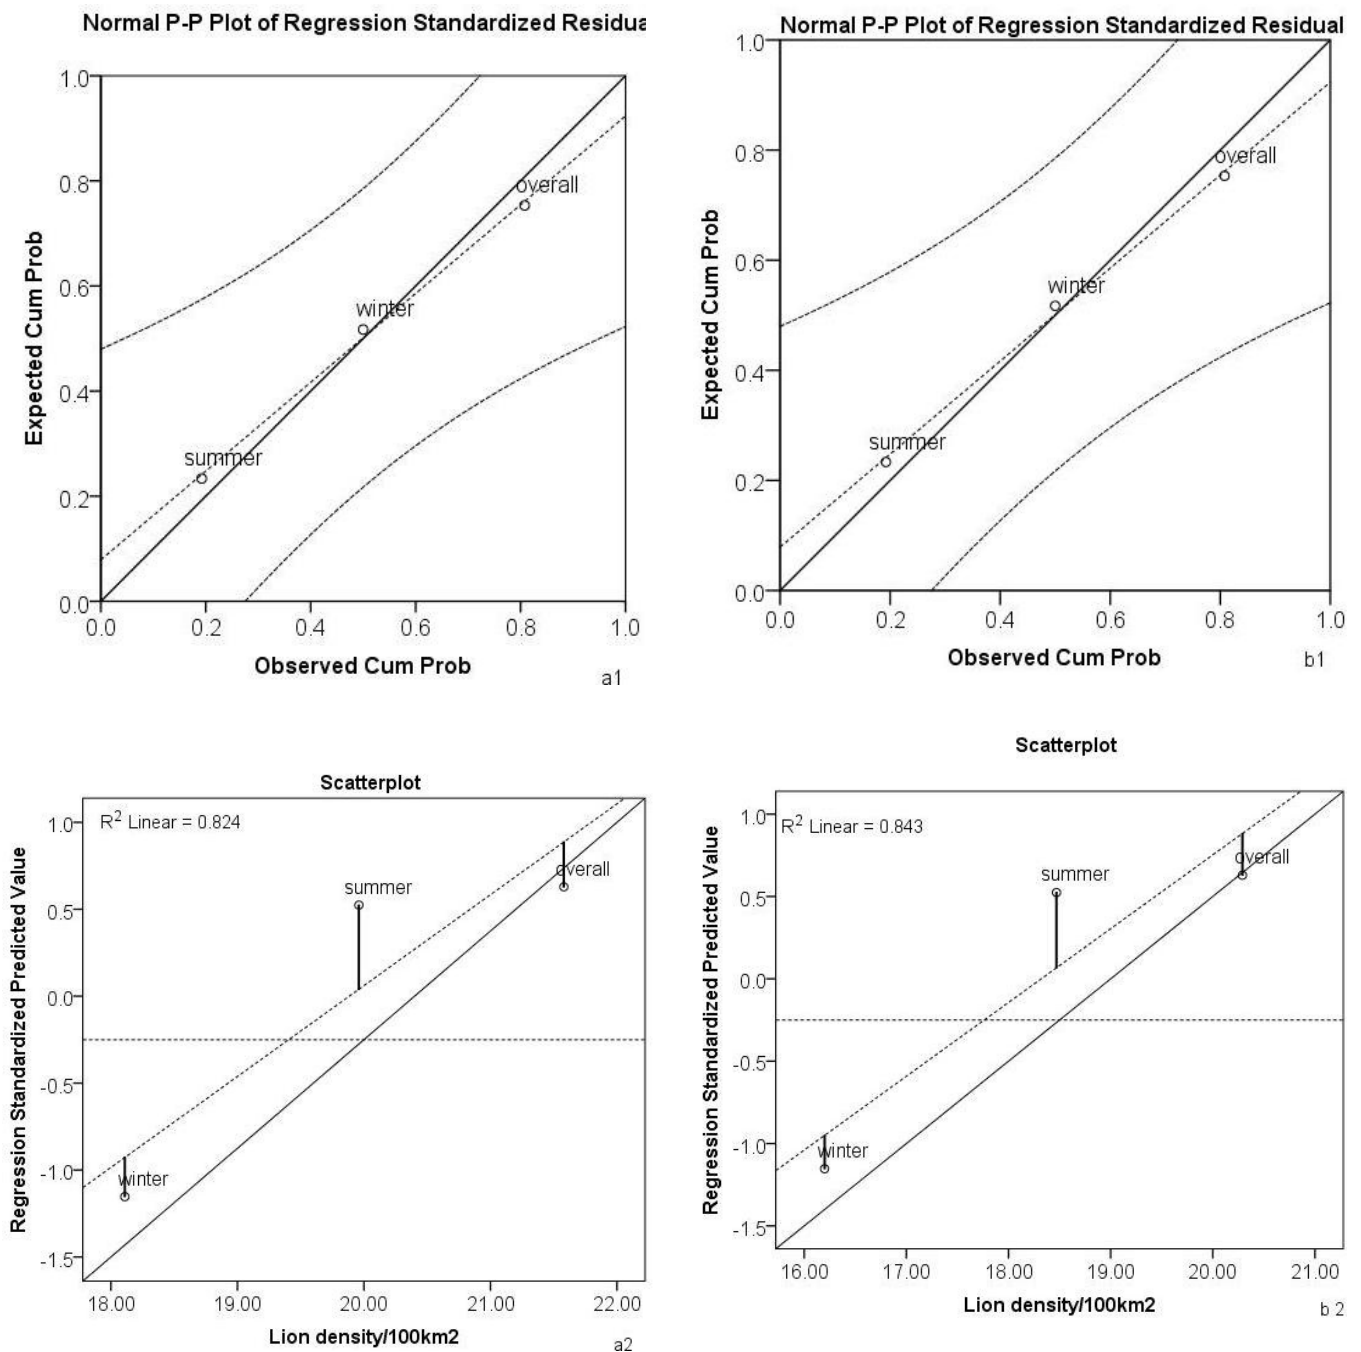 Normal P-P Plot of Regression Standardized Residua
1.0
0.8
0.6
0.4
0.2
0.0
Expected Cum Prob
overall
winter
summer
0.0 0.2 0.4 0.6 0.8 1.0
Observed Cum Prob
a1
Normal P-P Plot of Regression Standardized Residual
1.0
0.8
0.6
0.4
0.2
0.0
Expected Cum Prob
overall
winter
summer
0.0 0.2 0.4 0.6 0.8 1.0
Observed Cum Prob
b1
Scatterplot
R2 Linear = 0.824
1.0
0.5
0.0
-0.5
-1.0
-1.5
Regression Standardized Predicted Value
overall
summer
winter
18.00 19.00 20.00 21.00 22.00
Lion density/100km2
a2
Scatterplot
R2 Linear = 0.843
1.0
0.5
0.0
-0.5
-1.0
-1.5
Regression Standardized Predicted Value
overall
summer
winter
16.00 17.00 18.00 19.00 20.00 21.00
Lion density/100km2
b 2